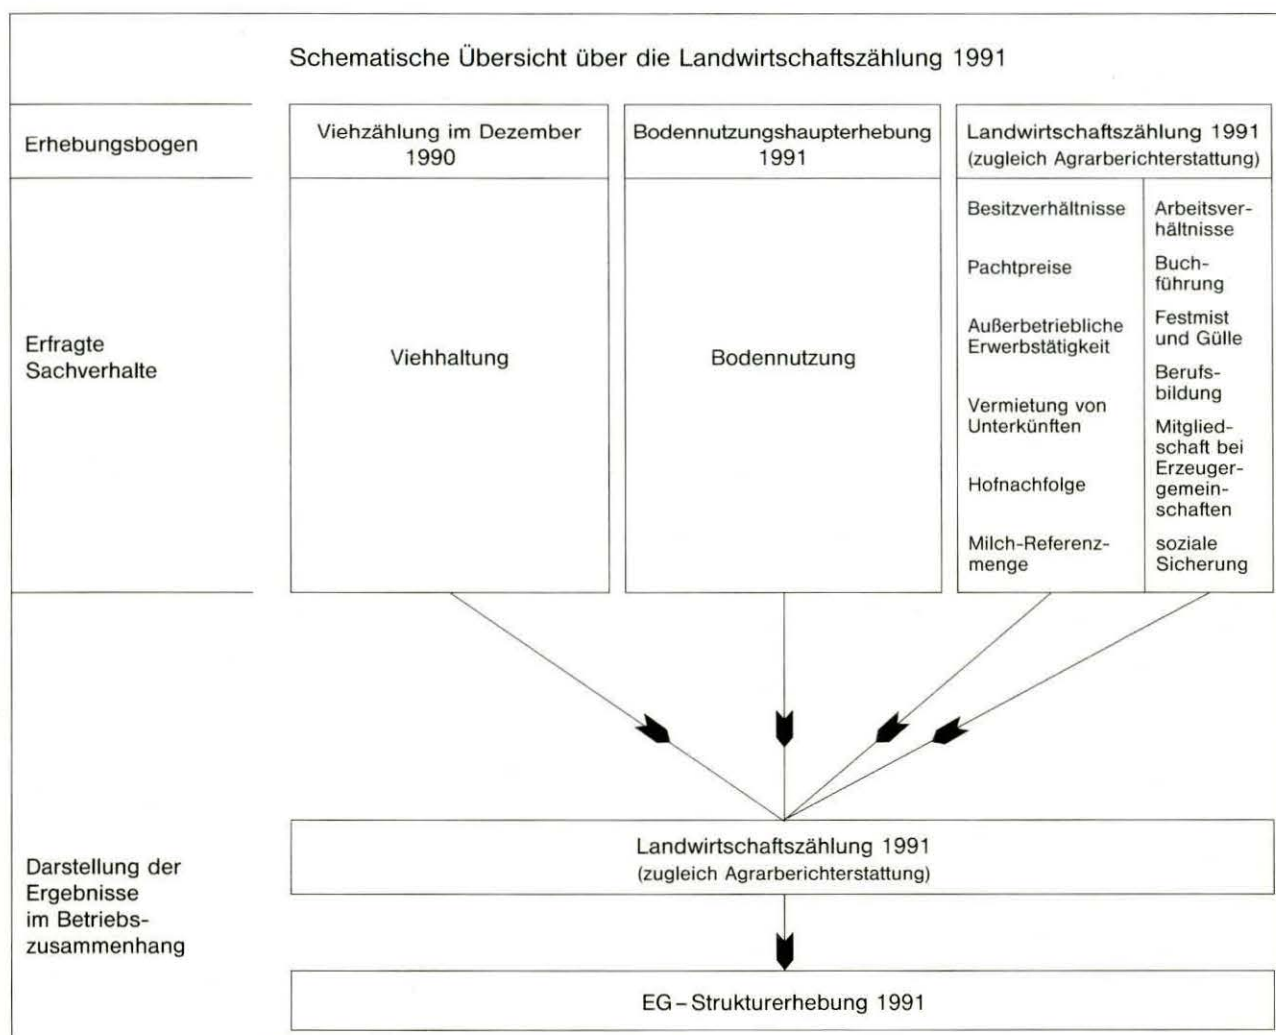 Schematische Übersicht über die Landwirtschaftszählung 1991
Erhebungsbogen
Viehzählung im Dezember
1990
Bodennutzungshaupterhebung
1991
Landwirtschaftszählung 1991
(zugleich Agrarberichterstattung)
Erfragte
Sachverhalte
Viehhaltung
Bodennutzung
Besitzverhältnisse
Pachtpreise
Außerbetriebliche
Erwerbstätigkeit
Vermietung von
Unterkünften
Hofnachfolge
Milch-Referenz-
menge
Arbeitsver-
hältnisse
Buch-
führung
Festmist
und Gülle
Berufs-
bildung
Mitglied-
schaft bei
Erzeuger-
gemein-
schaften
soziale
Sicherung
Darstellung der
Ergebnisse
im Betriebs-
zusammenhang
Landwirtschaftszählung 1991
(zugleich Agrarberichterstattung)
EG–Strukturerhebung 1991